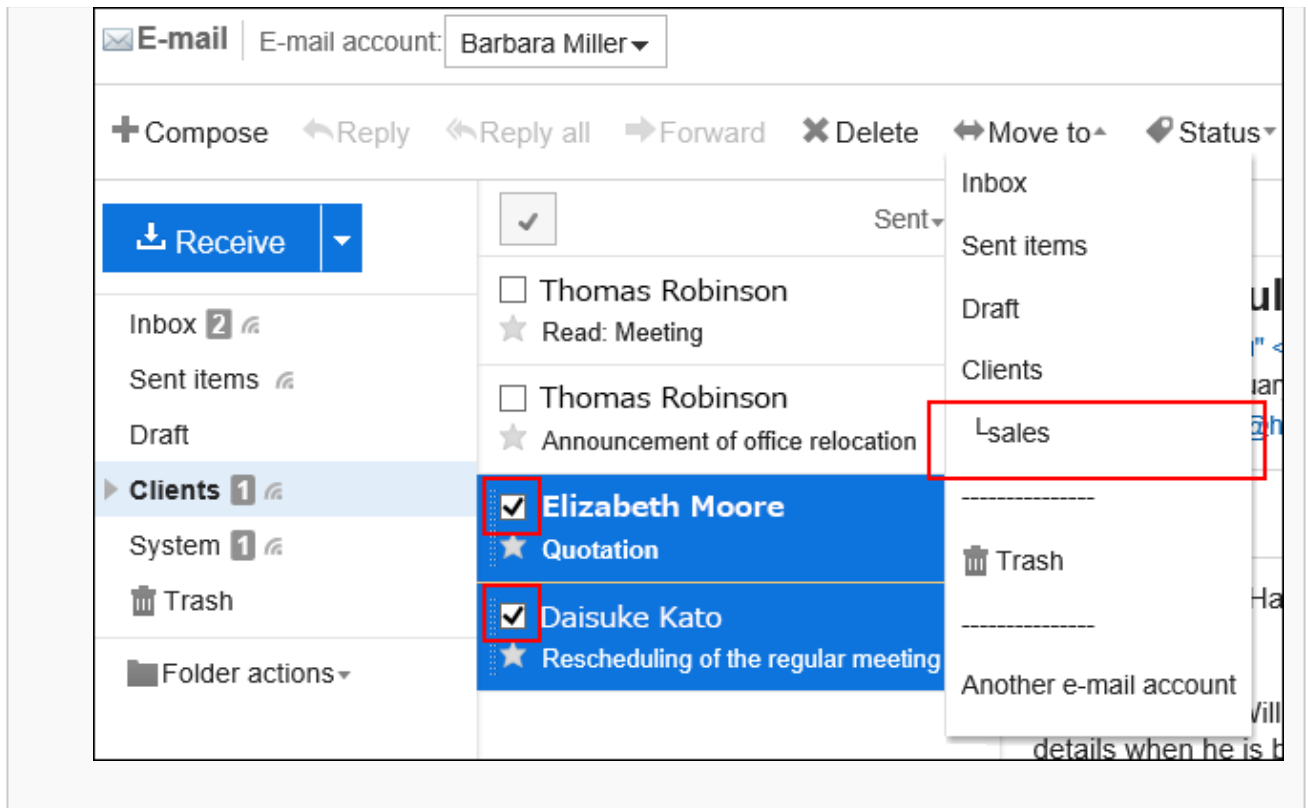 E-mail E-mail account: Barbara Miller
Compose Reply Reply all Forward Delete Move to Status
Receive
Inbox 2
Sent items
Draft
Clients 1
System 1
Trash
Folder actions
Sent
Thomas Robinson
Read: Meeting
Thomas Robinson
Announcement of office relocation
Elizabeth Moore
Quotation
Daisuke Kato
Rescheduling of the regular meeting
Inbox
Sent items
Draft
Clients
└sales
---------------
Trash
---------------
Another e-mail account
details when he is